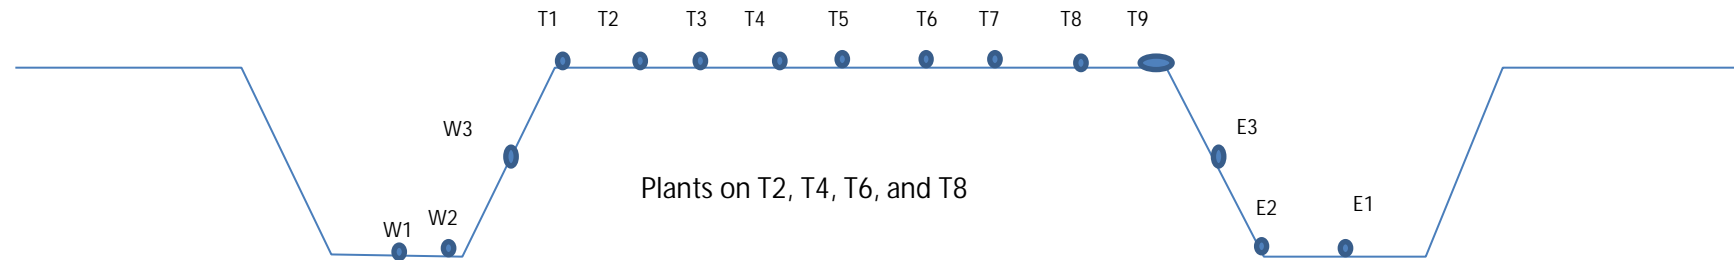 T1 T2 T3 T4 T5 T6 T7 T8 T9
W3 E3
Plants on T2, T4, T6, and T8
W1 W2 E2 E1